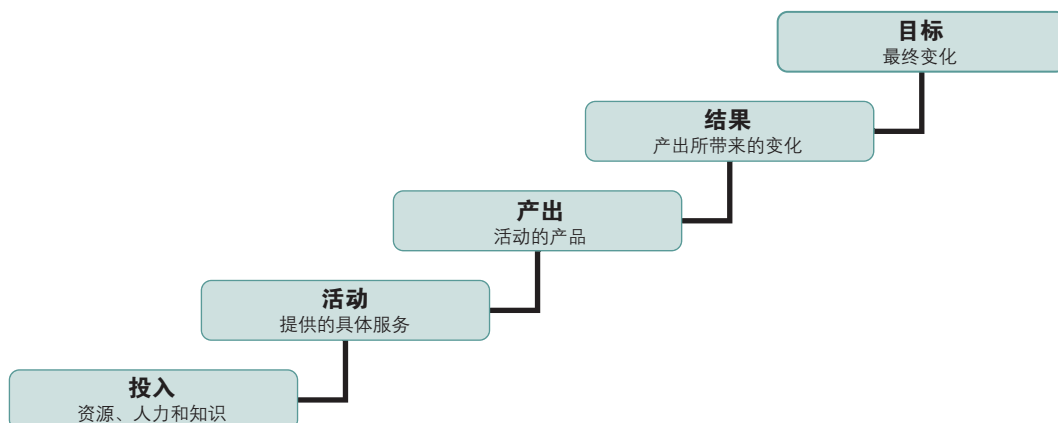 目标
最终变化
结果
产出所带来的变化
产出
活动的产品
活动
提供的具体服务
投入
资源、人力和知识